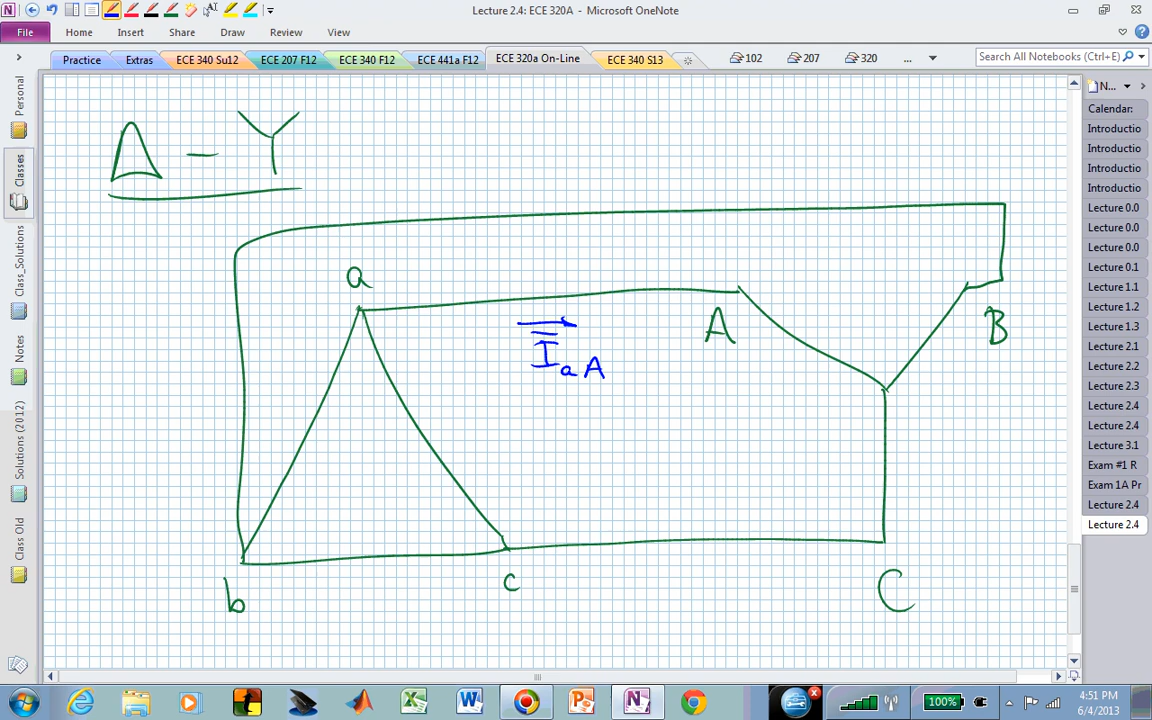 Lecture 2.4: ECE 320A - Microsoft OneNote
File Home Insert Share Draw Review View
Practice Extras ECE 340 Su12 ECE 207 F12 ECE 340 F12 ECE 441a F12 ECE 320a On-Line ECE 340 S13 102 207 320 ... Search All Notebooks (Ctrl+E)
Personal
Classes
Class_Solutions
Notes
Solutions (2012)
Class Old
Δ - Y
a
A
B
I aA
b
c
C
N...
Calendar:
Introductio
Introductio
Introductio
Introductio
Lecture 0.0
Lecture 0.0
Lecture 0.0
Lecture 0.1
Lecture 1.1
Lecture 1.2
Lecture 1.3
Lecture 2.1
Lecture 2.2
Lecture 2.3
Lecture 2.4
Lecture 2.4
Lecture 3.1
Exam #1 R
Exam 1A Pr
Lecture 2.4
Lecture 2.4
100%
4:51 PM
6/4/2013